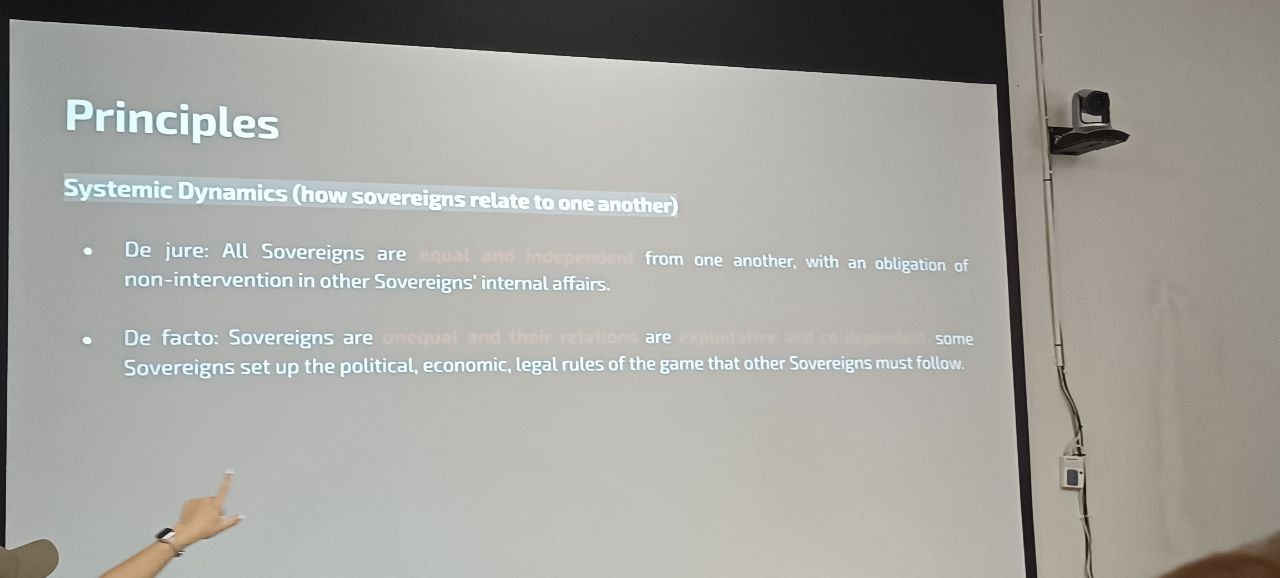 Principles
Systemic Dynamics (how sovereigns relate to one another)
• De jure: All Sovereigns are equal and independent from one another, with an obligation of
non-intervention in other Sovereigns' internal affairs.
• De facto: Sovereigns are unequal and their relations are exploitative and co-dependent some
Sovereigns set up the political, economic, legal rules of the game that other Sovereigns must follow.